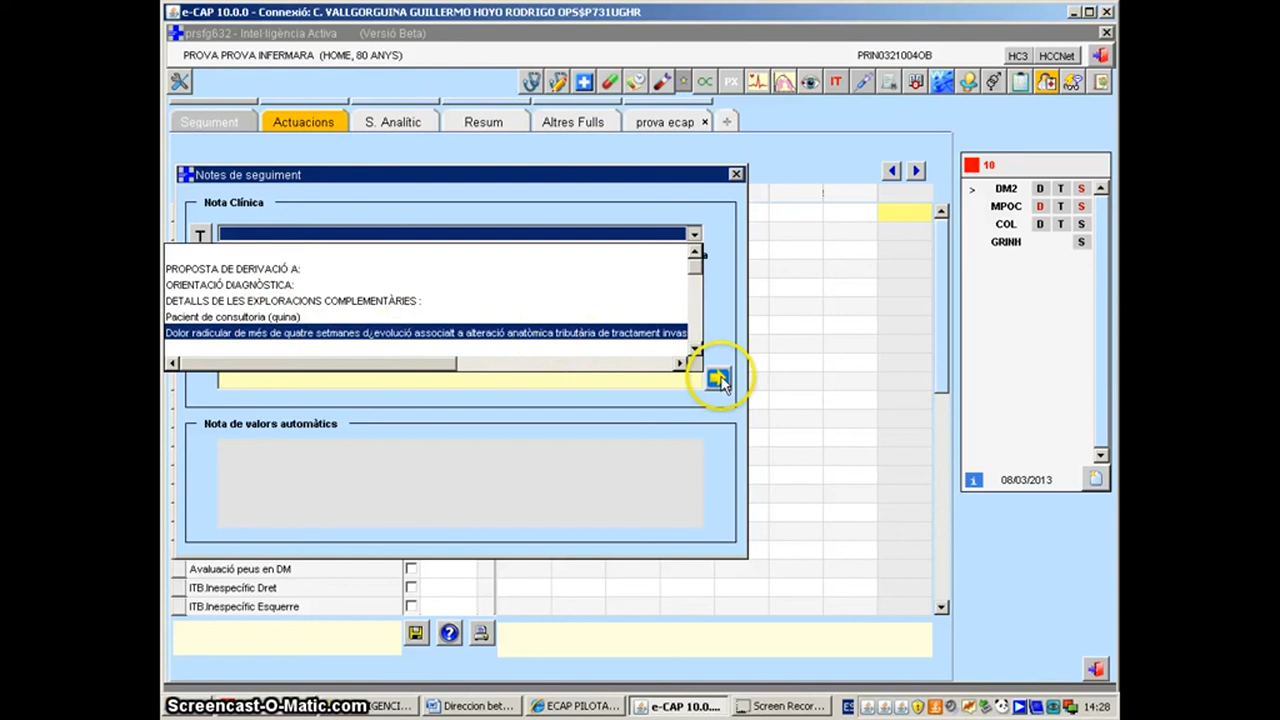 e-CAP 10.0.0 - Connexió: C. VALLGORGUINA GUILLERMO HOYO RODRIGO OPS$P731UGHR
prsfg632 - Intel·ligència Activa (Versió Beta)
PROVA PROVA INFERMARA (HOME, 80 ANYS) PRIN0321004OB HC3 HCCNet
PX IT
Seguiment Actuacions S. Analític Resum Altres Fulls prova ecap × +
Notes de seguiment
Nota Clínica
T
PROPOSTA DE DERIVACIÓ A:
ORIENTACIÓ DIAGNÒSTICA:
DETALLS DE LES EXPLORACIONS COMPLEMENTÀRIES :
Pacient de consultoria (quina)
Dolor radicular de més de quatre setmanes d¿evolució associatt a alteració anatòmica tributària de tractament invas
Nota de valors automàtics
Avaluació peus en DM
ITB.Inespecífic Dret
ITB.Inespecífic Esquerre
10
> DM2 D T S
MPOC D T S
COL D T S
GRINH S
i 08/03/2013
Screencast-O-Matic.com GENCI... Direccion bet... ECAP PILOTA... e-CAP 10.0.... Screen Recor... ES 14:28